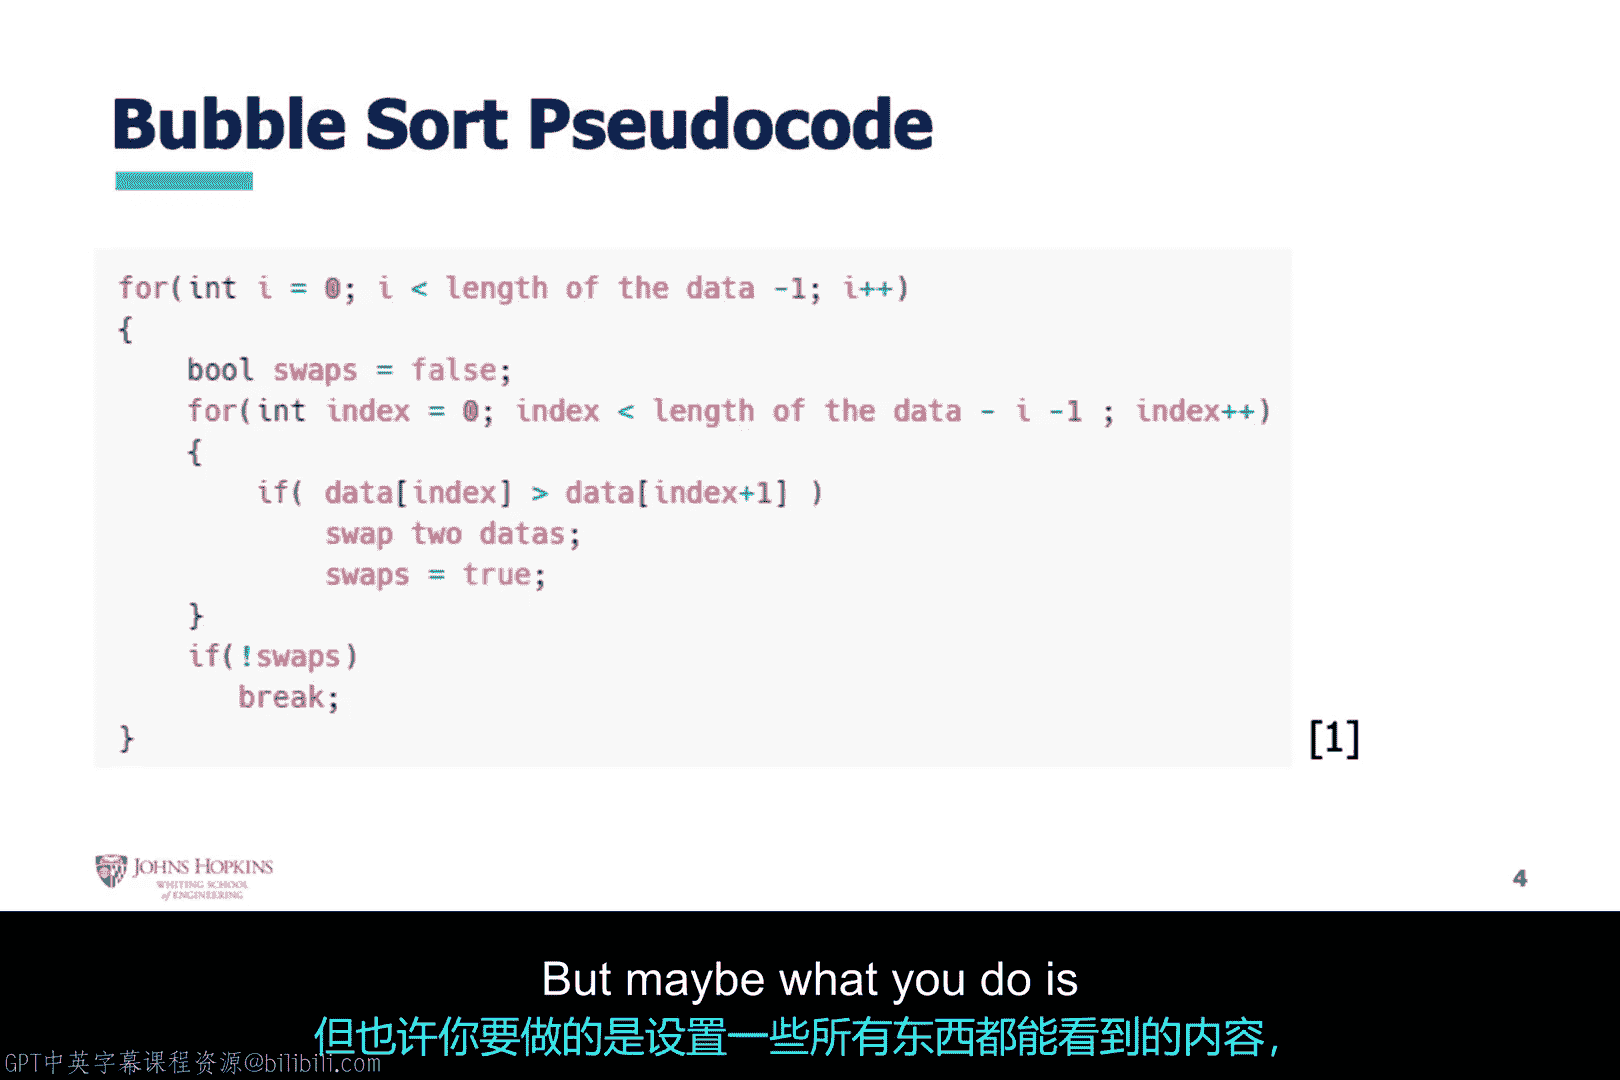 Bubble Sort Pseudocode
for(int i = 0; i < length of the data -1; i++)
{
bool swaps = false;
for(int index = 0; index < length of the data - i -1 ; index++)
{
if( data[index] > data[index+1] )
swap two datas;
swaps = true;
}
if(!swaps)
break;
}
[1]
JOHNS HOPKINS
WHITING SCHOOL
of ENGINEERING
4
But maybe what you do is
但也许你要做的是设置一些所有东西都能看到的内容，
GPT中英字幕课程资源@bilibili.com